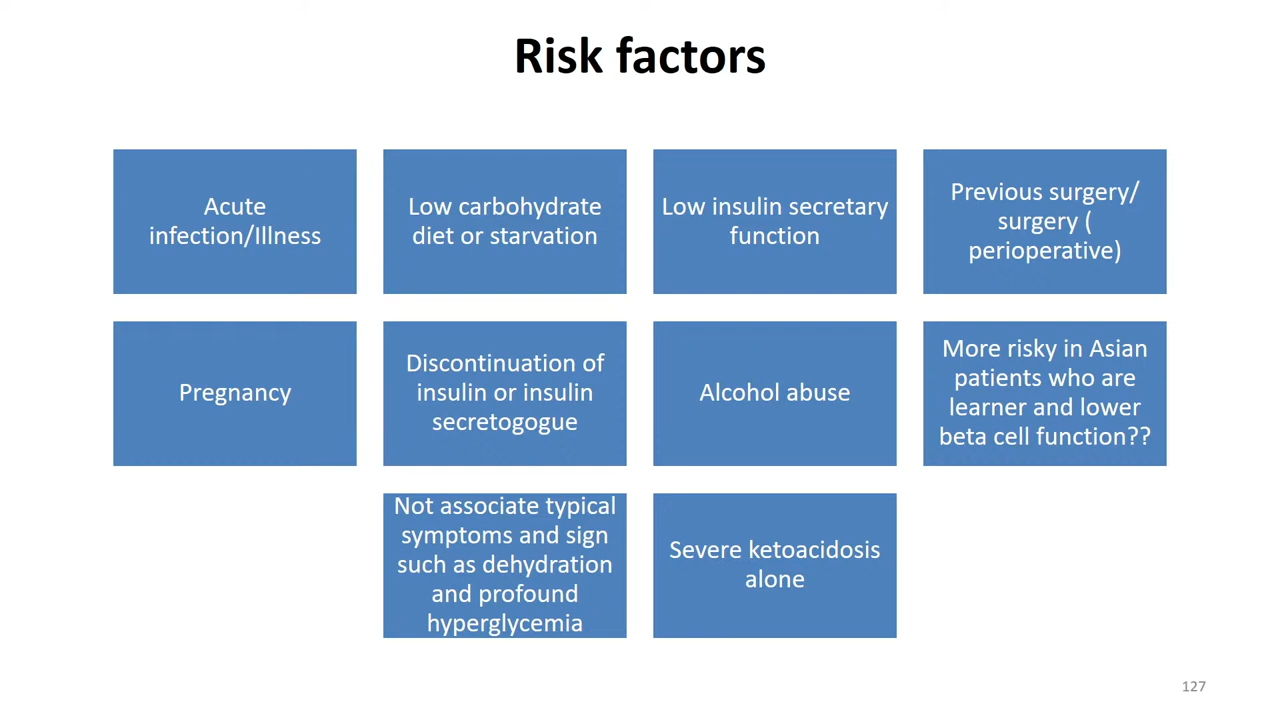 Risk factors
Acute
infection/Illness
Low carbohydrate
diet or starvation
Low insulin secretary
function
Previous surgery/
surgery (
perioperative)
Pregnancy
Discontinuation of
insulin or insulin
secretogogue
Alcohol abuse
More risky in Asian
patients who are
learner and lower
beta cell function??
Not associate typical
symptoms and sign
such as dehydration
and profound
hyperglycemia
Severe ketoacidosis
alone
127